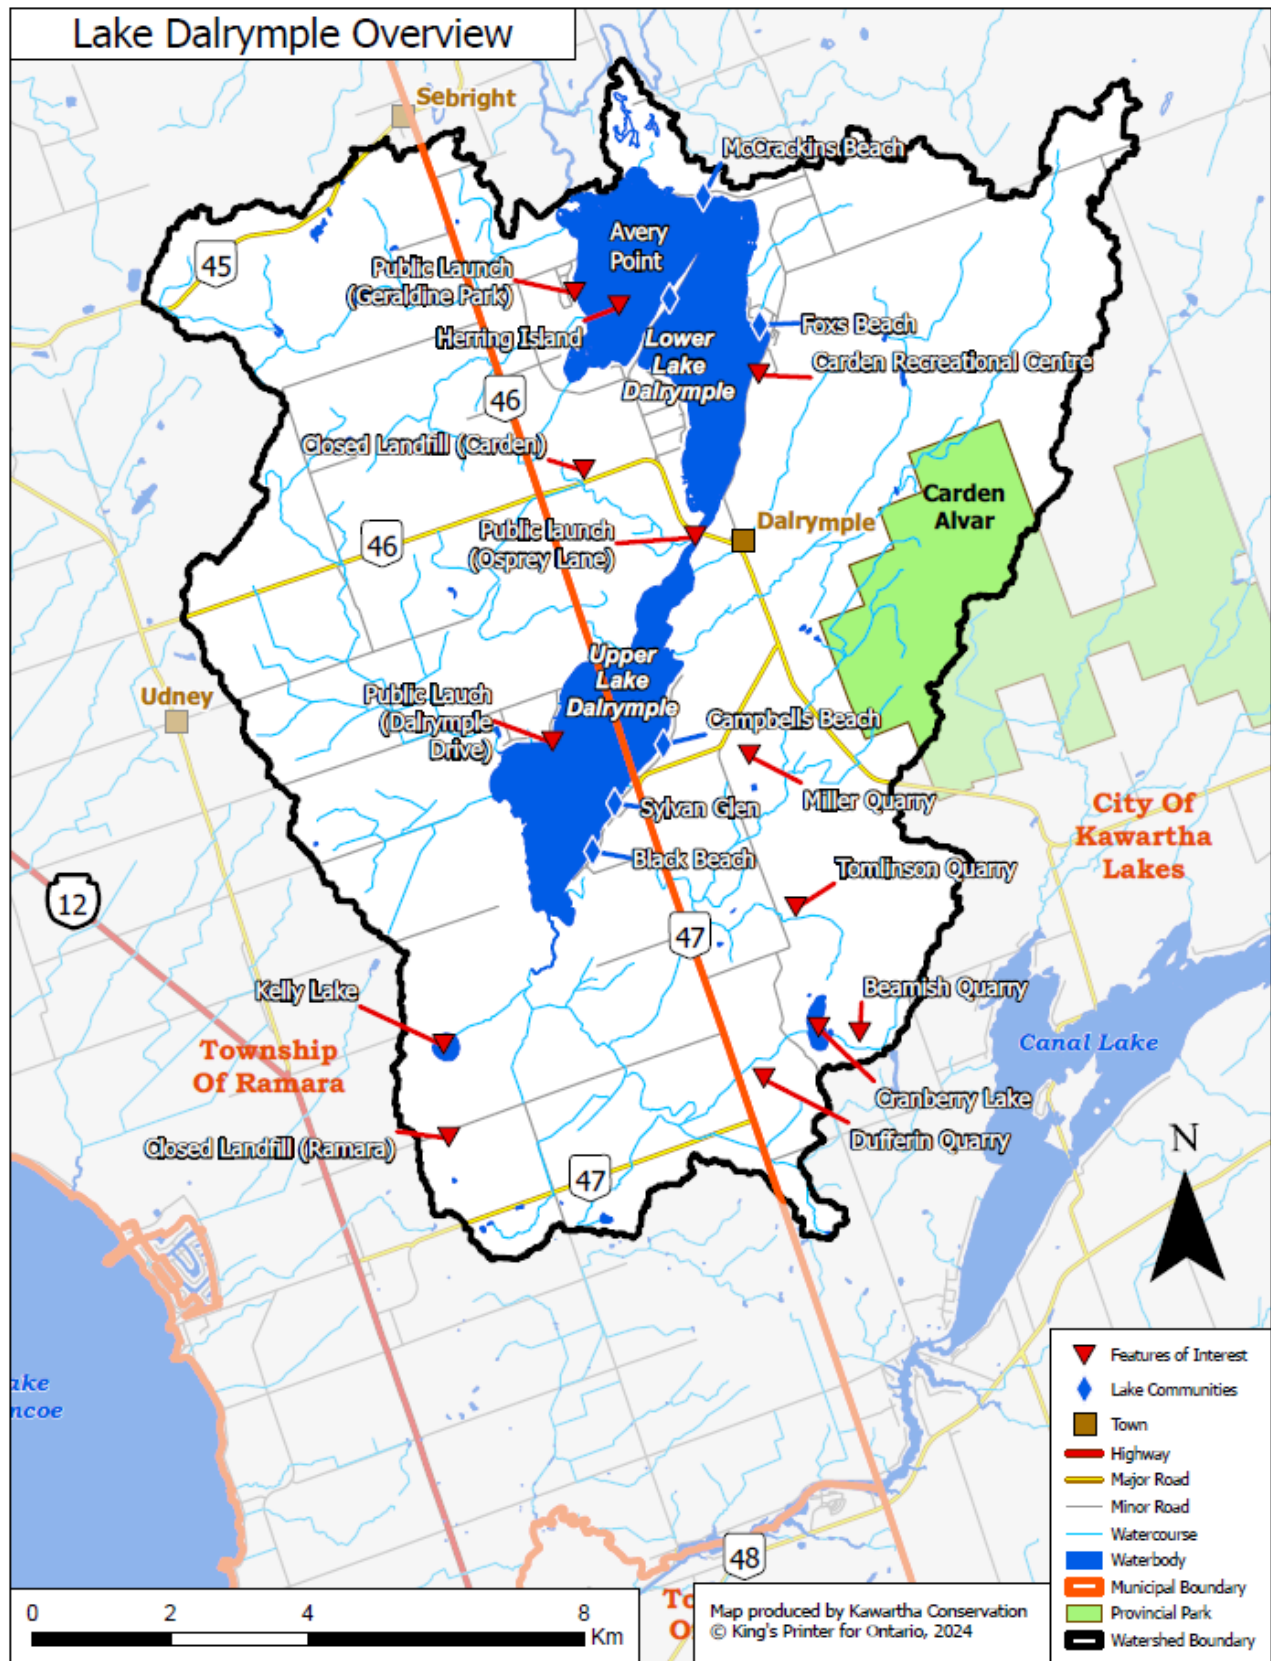 Lake Dalrymple Overview
Sebright
McCrackins Beach
Avery
Point
45
Public Launch
(Geraldine Park)
Herring Island
Foxs Beach
Lower
Lake
Dalrymple
Carden Recreational Centre
46
Closed Landfill (Carden)
Carden
Alvar
46
Public launch
(Osprey Lane)
Dalrymple
Upper
Lake
Dalrymple
Udney
Public Lauch
(Dalrymple
Drive)
Campbells Beach
Miller Quarry
Sylvan Glen
City Of
Kawartha
Lakes
Black Beach
Tomlinson Quarry
12
47
Kelly Lake
Beamish Quarry
Township
Of Ramara
Canal Lake
Cranberry Lake
Dufferin Quarry
Closed Landfill (Ramara)
47
N
ake
ncoe
48
To
O
Features of Interest
Lake Communities
Town
Highway
Major Road
Minor Road
Watercourse
Waterbody
Municipal Boundary
Provincial Park
Watershed Boundary
0 2 4 8
Km
Map produced by Kawartha Conservation
© King's Printer for Ontario, 2024